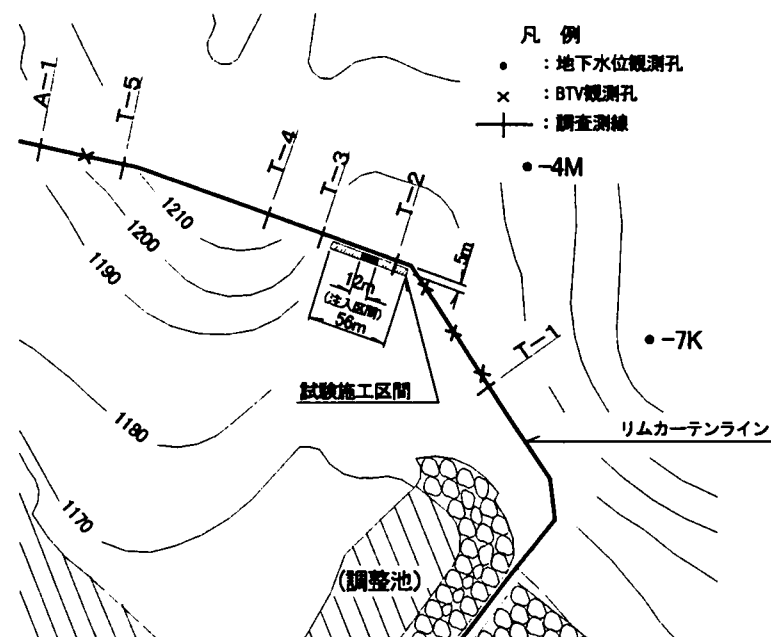 凡 例
• : 地下水位観測孔
× : BTV観測孔
: 調査測線
A-1
T-5
T-4
T-3
T-2
-4M
1210
1200
1190
5m
12m
(注入区間)
56m
T-1
-7K
試験施工区間
リムカーテンライン
1180
1170
(調整池)